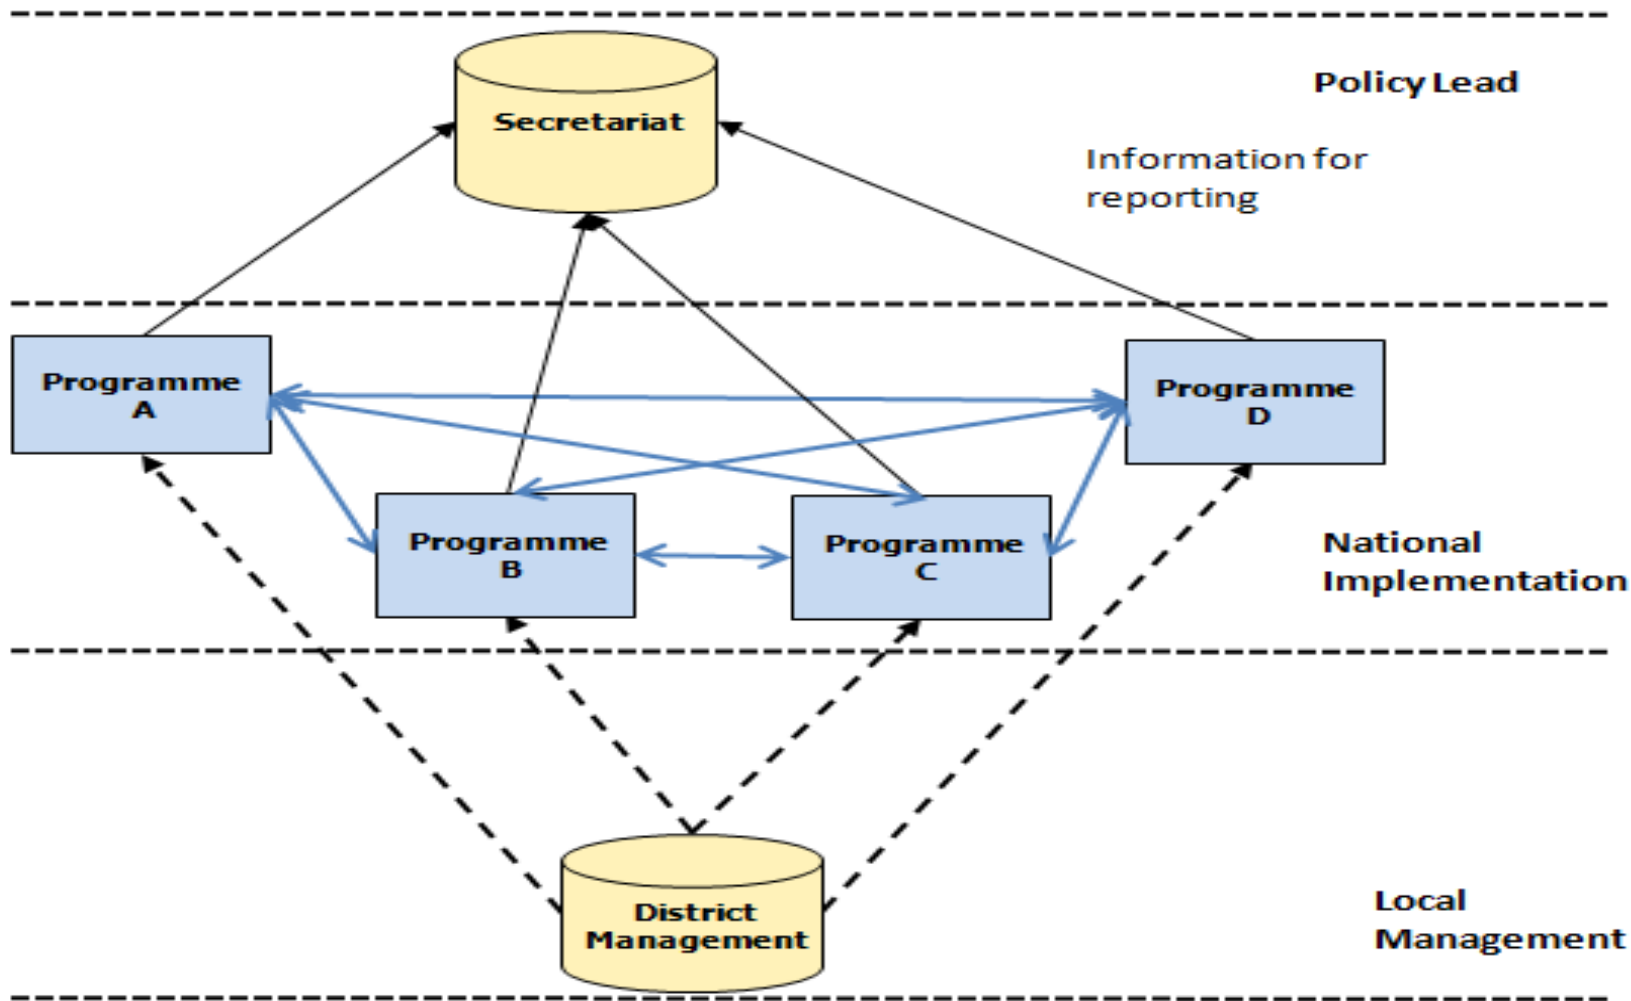 Policy Lead
Secretariat
Information for
reporting
Programme
A
Programme
D
Programme
B
Programme
C
National
Implementation
District
Management
Local
Management